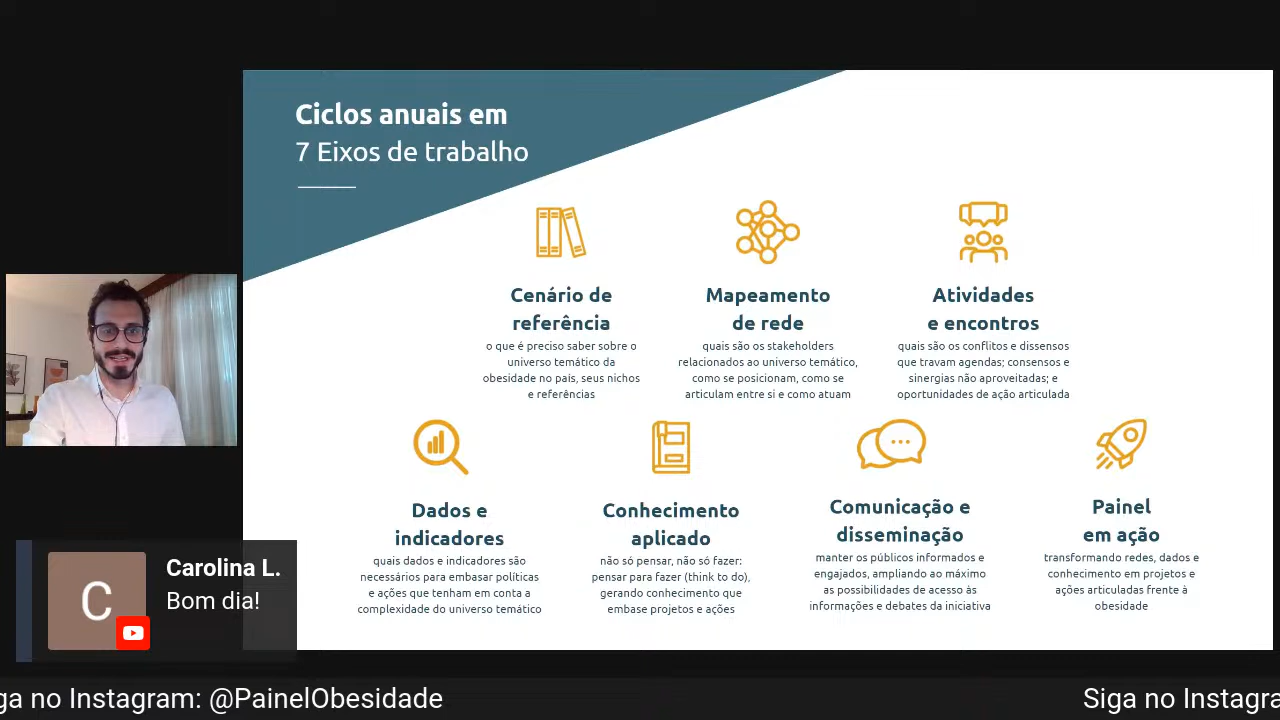 Ciclos anuais em
7 Eixos de trabalho
Cenário de
referência
o que é preciso saber sobre o
universo temático da
obesidade no país, seus nichos
e referências
Mapeamento
de rede
quais são os stakeholders
relacionados ao universo temático,
como se posicionam, como se
articulam entre si e como atuam
Atividades
e encontros
quais são os conflitos e dissensos
que travam agendas; consensos e
sinergias não aproveitadas; e
oportunidades de ação articulada
Dados e
indicadores
quais dados e indicadores são
necessários para embasar políticas
e ações que tenham em conta a
complexidade do universo temático
Conhecimento
aplicado
não só pensar, não só fazer:
pensar para fazer (think to do),
gerando conhecimento que
embase projetos e ações
Comunicação e
disseminação
manter os públicos informados e
engajados, ampliando ao máximo
as possibilidades de acesso às
informações e debates da iniciativa
Painel
em ação
transformando redes, dados e
conhecimento em projetos e
ações articuladas frente à
obesidade
C
Carolina L.
Bom dia!
ga no Instagram: @PainelObesidade
Siga no Instagra